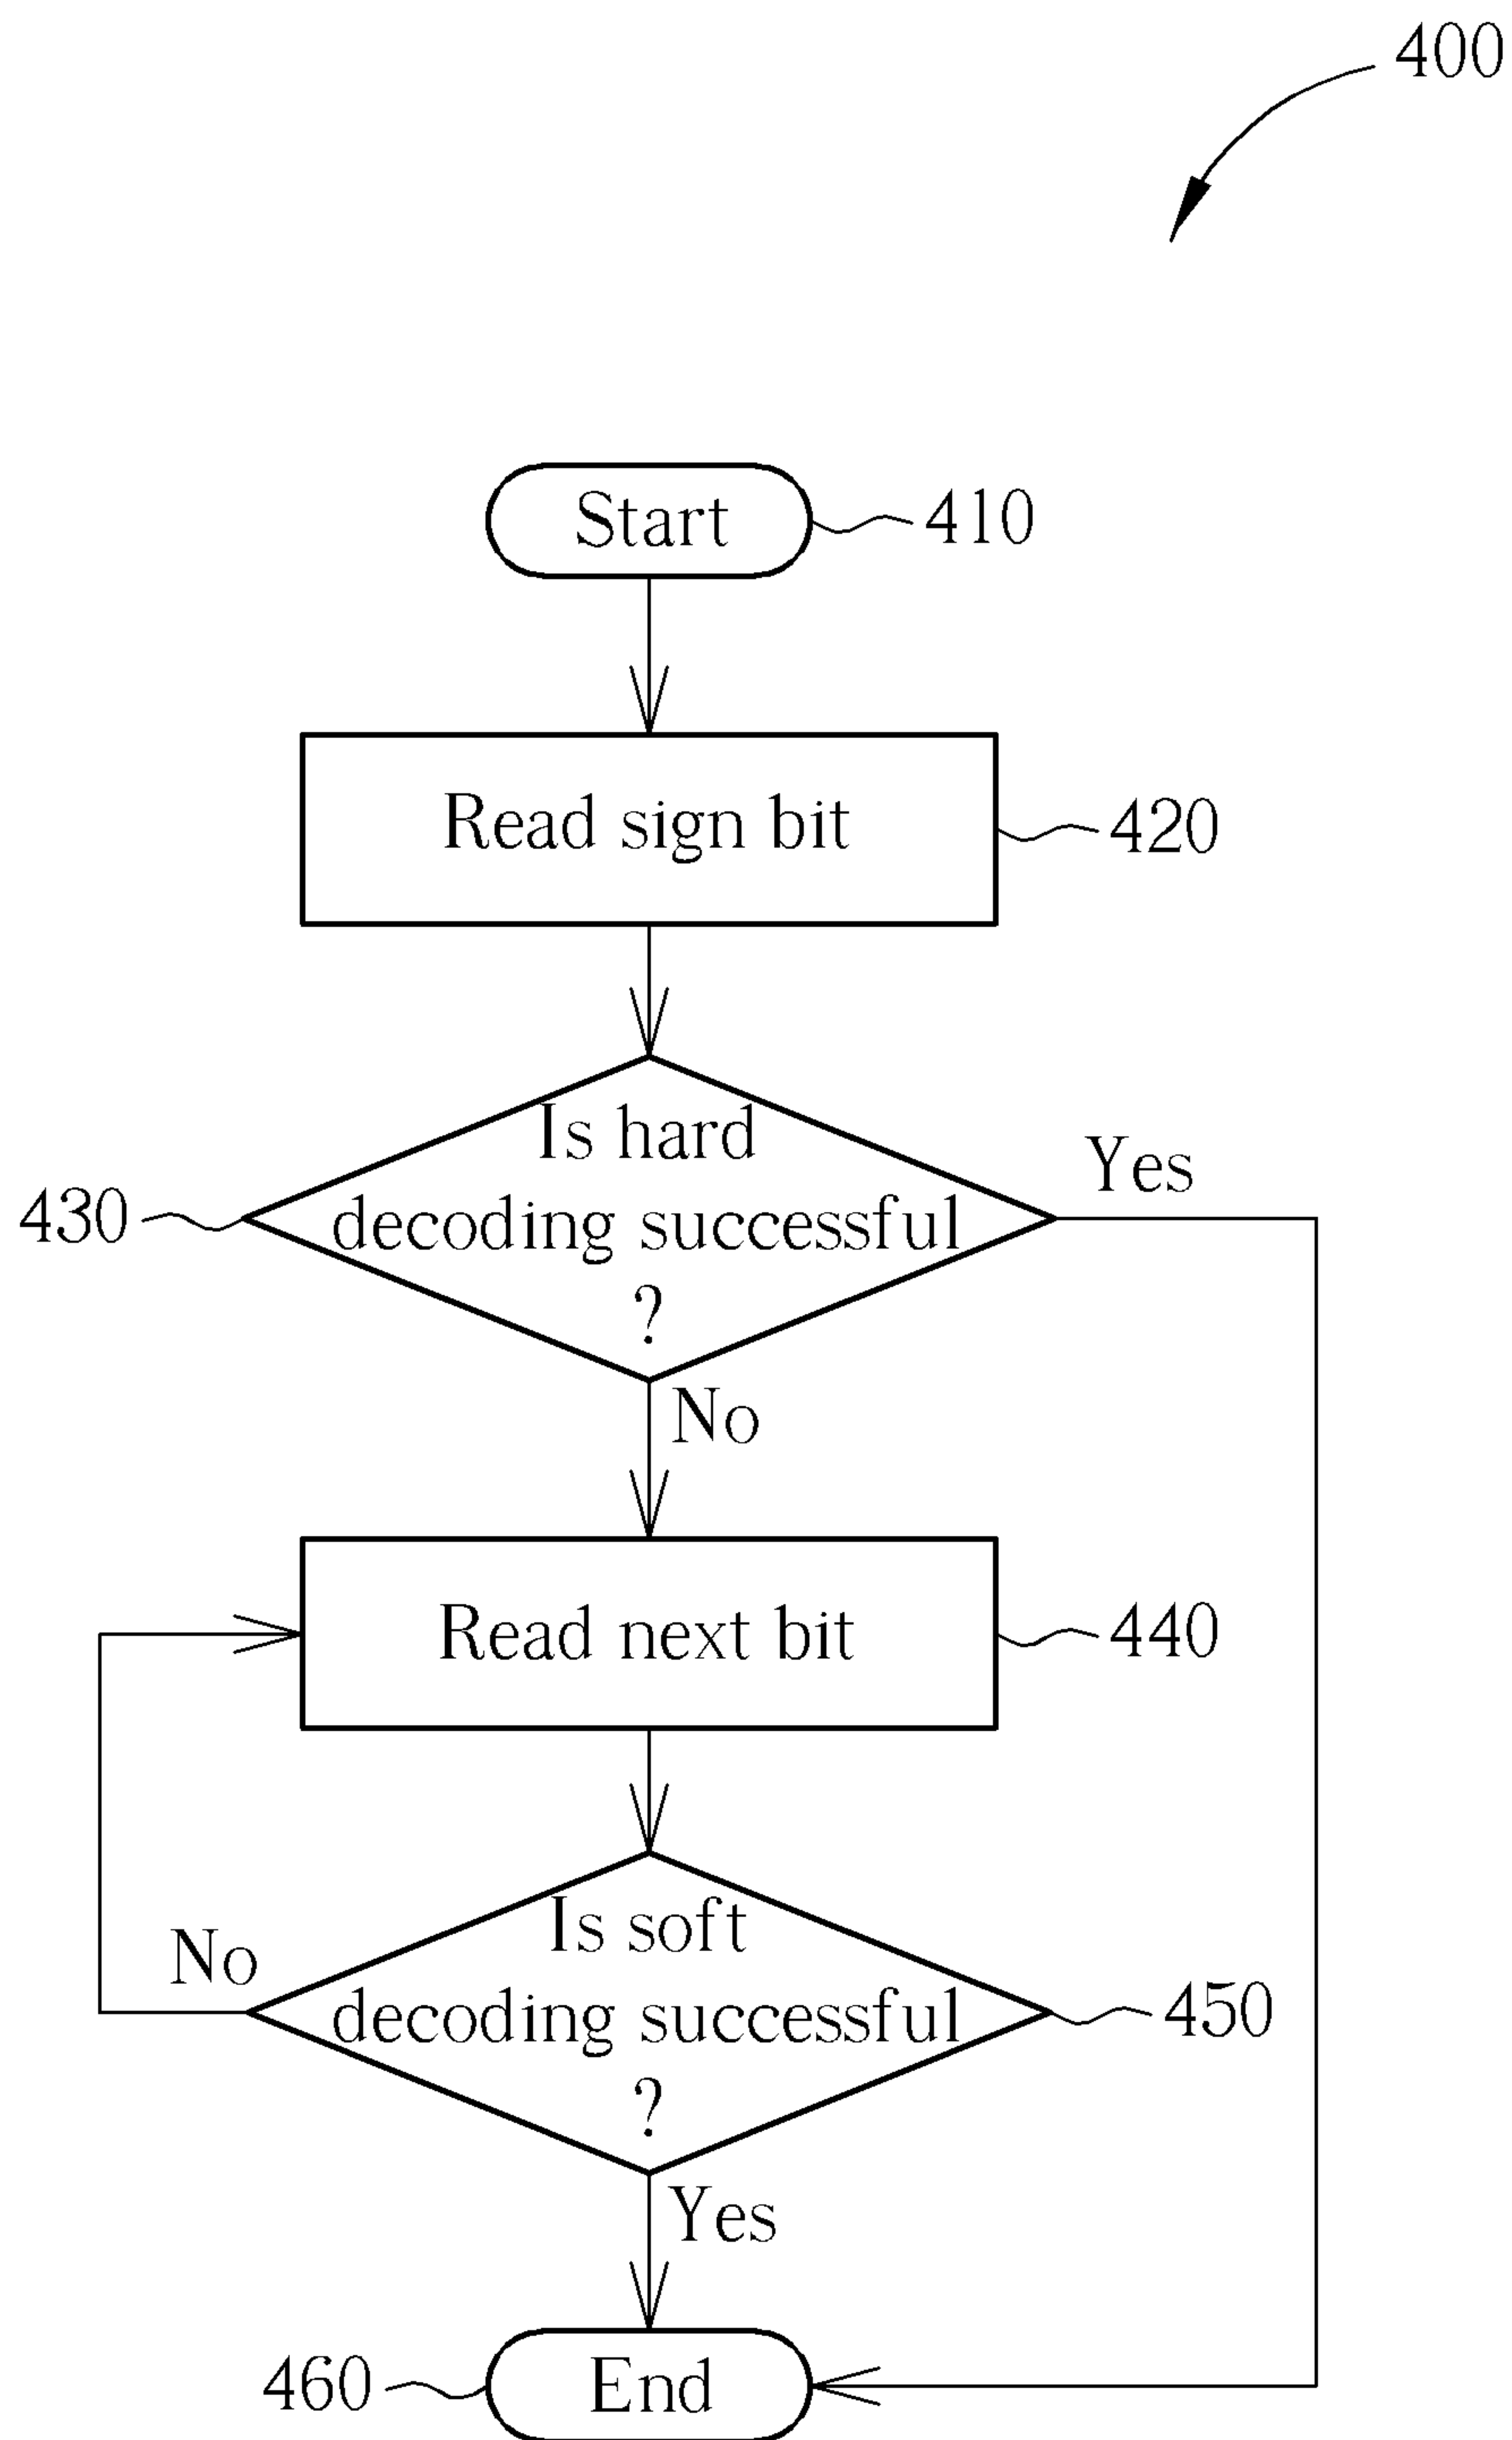 400
Start
410
Read sign bit
420
Is hard
decoding successful
?
430
Yes
No
Read next bit
440
Is soft
decoding successful
?
450
No
Yes
End
460